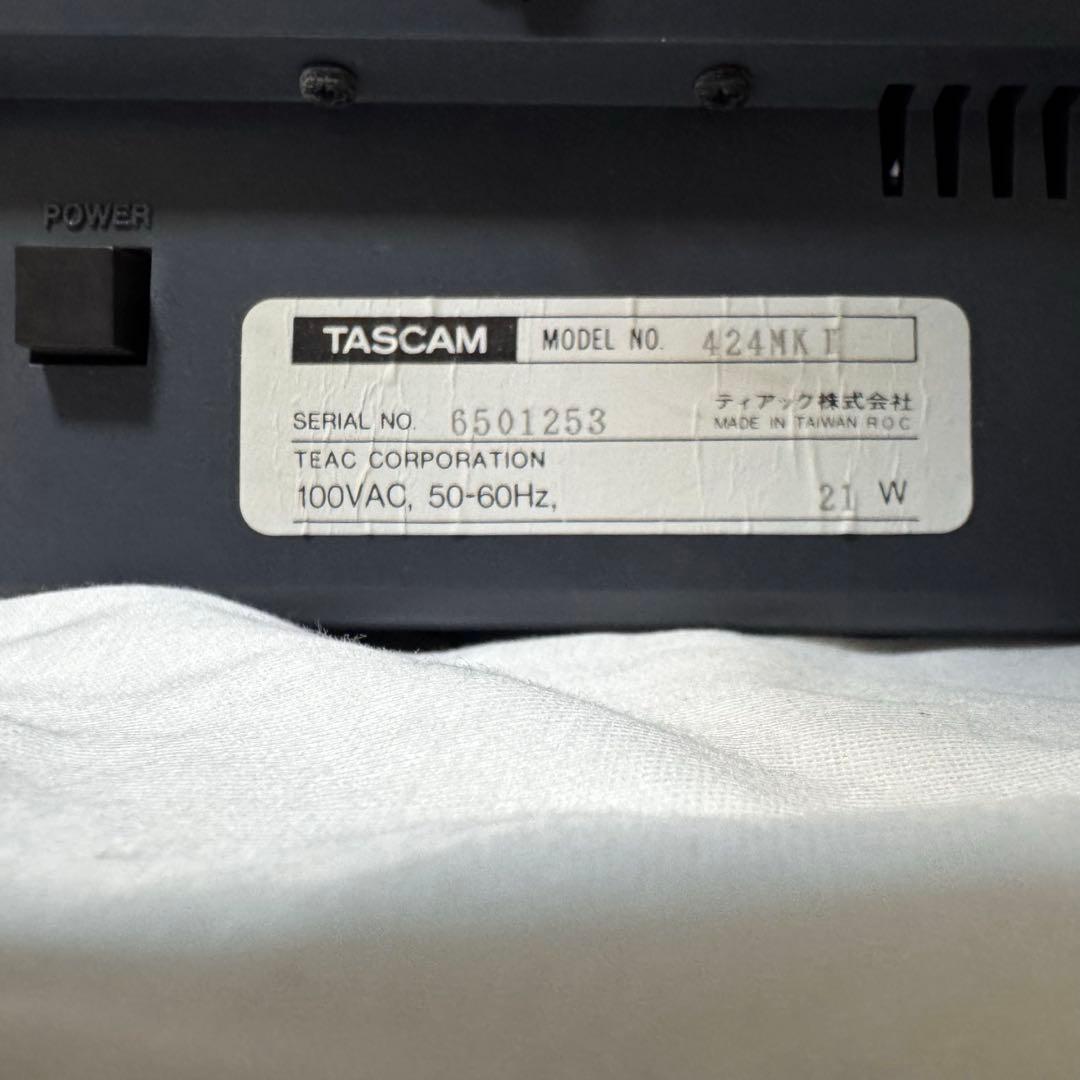 POWER
TASCAM MODEL NO. 424MKII
SERIAL NO. 6501253
ティアック株式会社
MADE IN TAIWAN R O C
TEAC CORPORATION
100VAC, 50-60Hz, 21 W